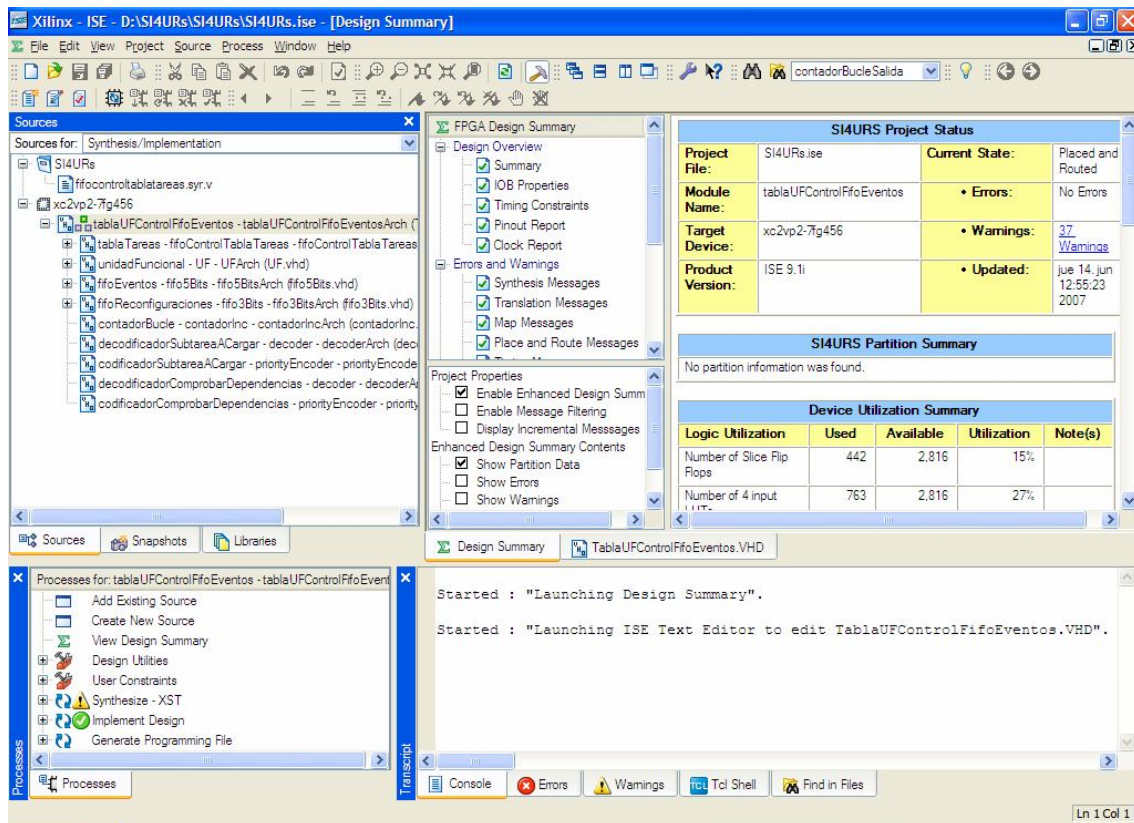 Xilinx - ISE - D:\SI4URs\SI4URs\SI4URs.ise - [Design Summary]
File Edit View Project Source Process Window Help
contadorBucleSalida
Sources
Sources for: Synthesis/Implementation
SI4URs
fifocontroltablatareas.syr.v
xc2vp2-7fg456
tablaUFControlFifoEventos - tablaUFControlFifoEventosArch (
tablaTareas - fifoControlTablaTareas - fifoControlTablaTareas
unidadFuncional - UF - UFArch (UF.vhd)
fifoEventos - fifo5Bits - fifo5BitsArch (fifo5Bits.vhd)
fifoReconfiguraciones - fifo3Bits - fifo3BitsArch (fifo3Bits.vhd)
contadorBucle - contadorInc - contadorIncArch (contadorInc.
decodificadorSubtareaACargar - decoder - decoderArch (dec
codificadorSubtareaACargar - priorityEncoder - priorityEncode
decodificadorComprobarDependencias - decoder - decoderA
codificadorComprobarDependencias - priorityEncoder - priority
Sources Snapshots Libraries
FPGA Design Summary
Design Overview
Summary
IOB Properties
Timing Constraints
Pinout Report
Clock Report
Errors and Warnings
Synthesis Messages
Translation Messages
Map Messages
Place and Route Messages
Project Properties
Enable Enhanced Design Summ
Enable Message Filtering
Display Incremental Messsages
Enhanced Design Summary Contents
Show Partition Data
Show Errors
Show Warnings
SI4URS Project Status
Project File: SI4URs.ise Current State: Placed and Routed
Module Name: tablaUFControlFifoEventos • Errors: No Errors
Target Device: xc2vp2-7fg456 • Warnings: 37 Warnings
Product Version: ISE 9.1i • Updated: jue 14. jun 12:55:23 2007
SI4URS Partition Summary
No partition information was found.
Device Utilization Summary
Logic Utilization Used Available Utilization Note(s)
Number of Slice Flip Flops 442 2,816 15%
Number of 4 input LUTs 763 2,816 27%
Design Summary TablaUFControlFifoEventos.VHD
Processes for: tablaUFControlFifoEventos - tablaUFControlFifoEvent
Add Existing Source
Create New Source
View Design Summary
Design Utilities
User Constraints
Synthesize - XST
Implement Design
Generate Programming File
Processes
Processes
Started : "Launching Design Summary".
Started : "Launching ISE Text Editor to edit TablaUFControlFifoEventos.VHD".
Transcript
Console Errors Warnings Tcl Shell Find in Files
Ln 1 Col 1